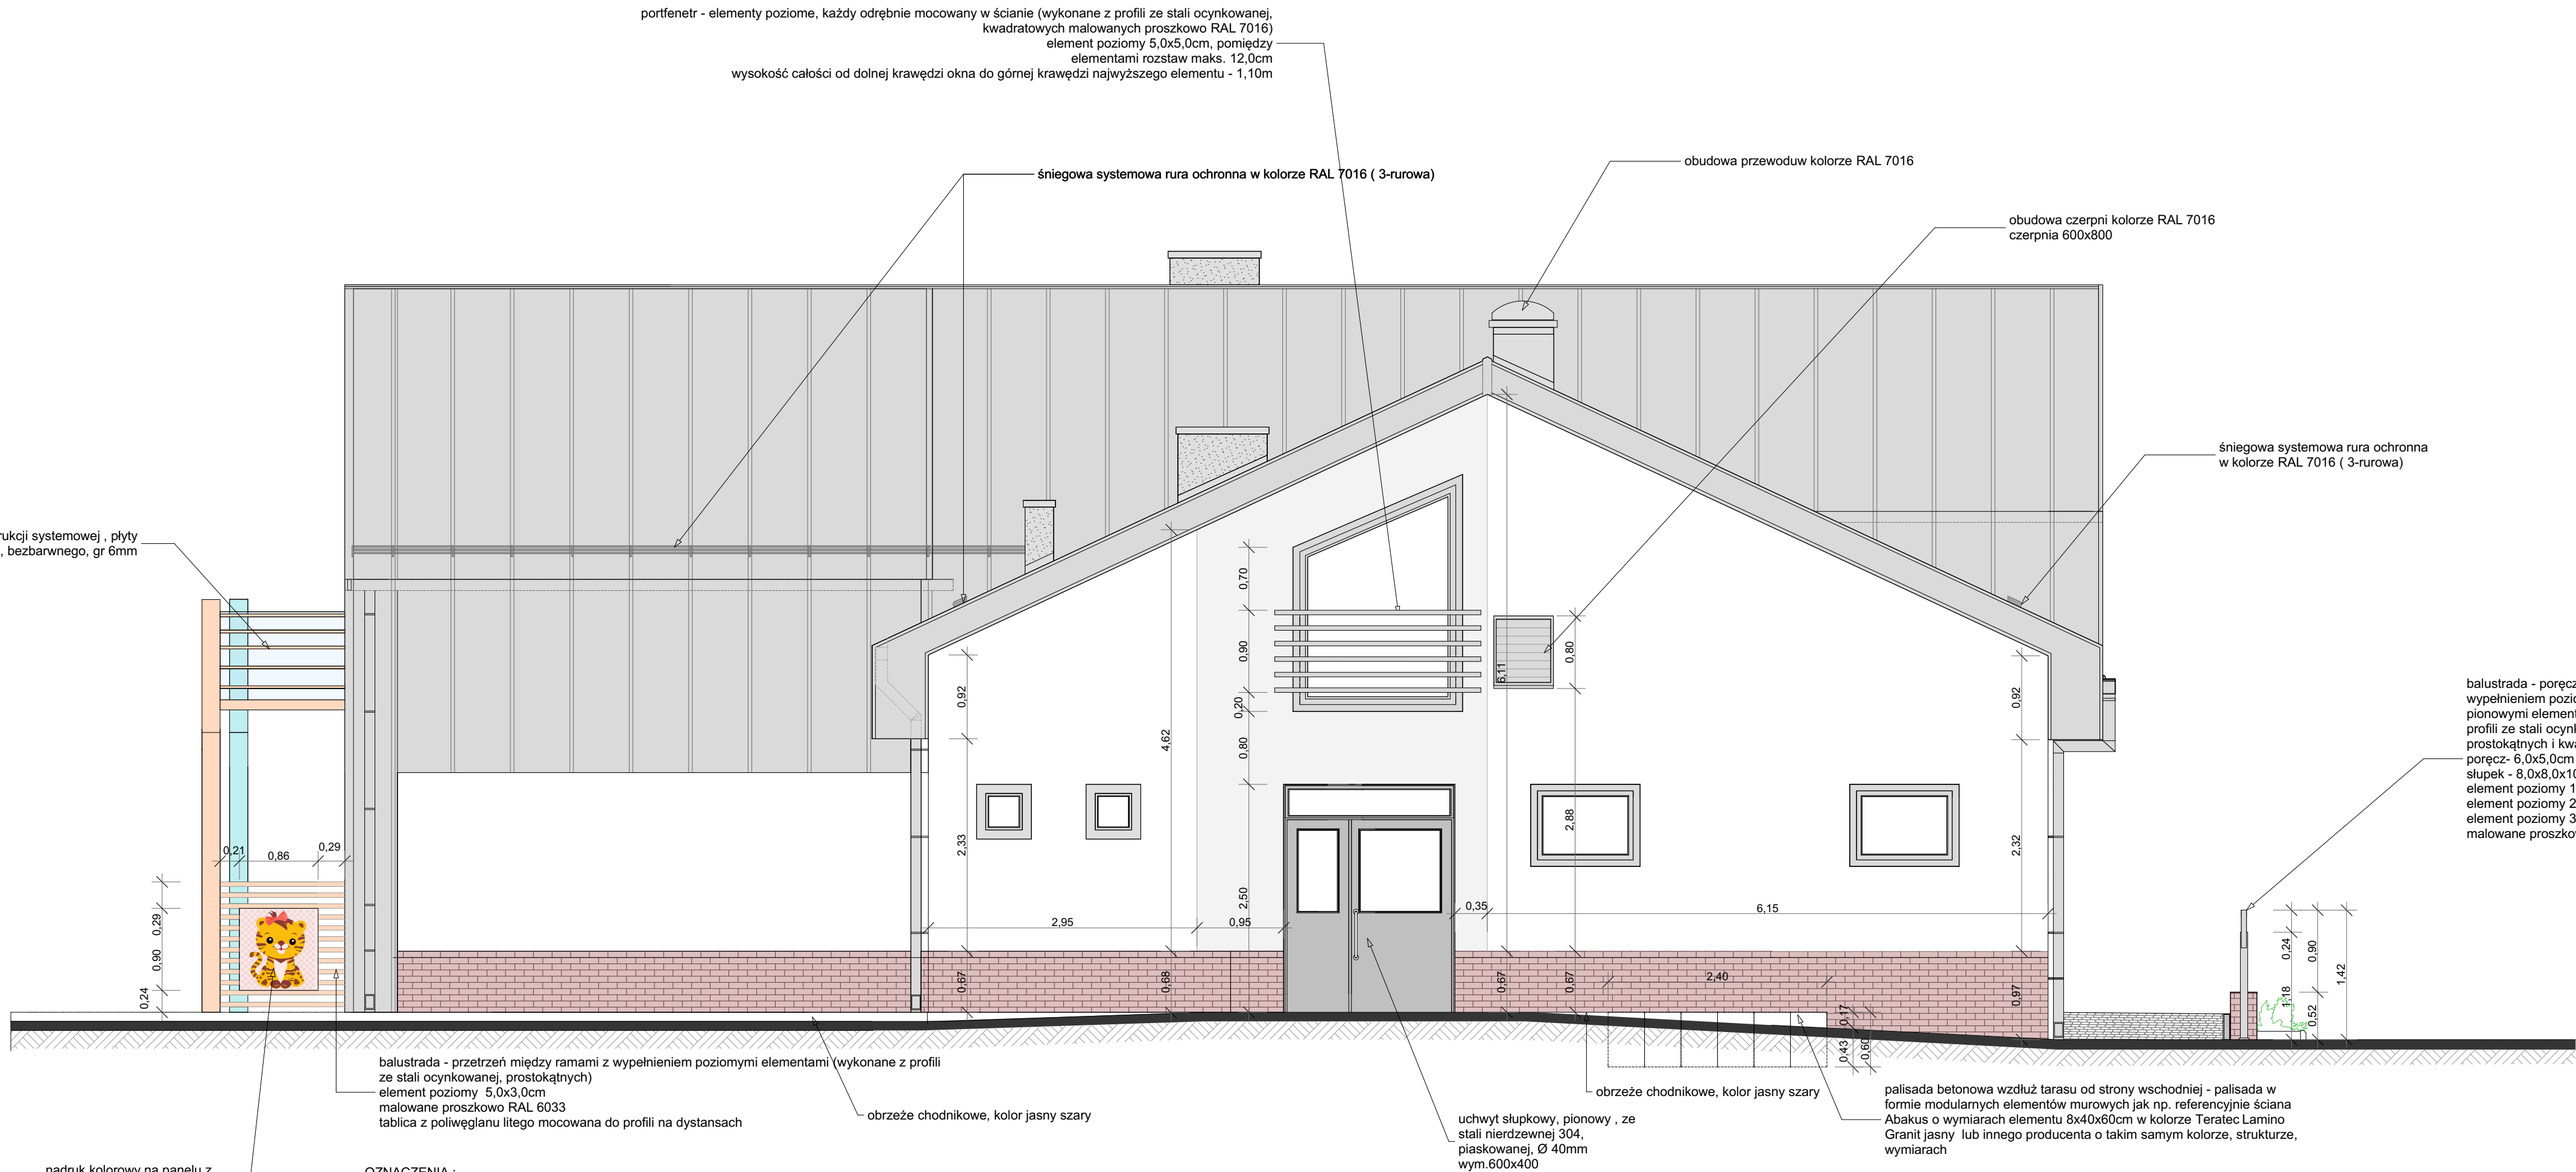 portfenetr - elementy poziome, każdy odrębnie mocowany w ścianie (wykonane z profili ze stali ocynkowanej,
kwadratowych malowanych proszkowo RAL 7016)
element poziomy 5,0x5,0cm, pomiędzy
elementami rozstaw maks. 12,0cm
wysokość całości od dolnej krawędzi okna do górnej krawędzi najwyższego elementu - 1,10m
śniegowa systemowa rura ochronna w kolorze RAL 7016 ( 3-rurowa)
obudowa przewoduw kolorze RAL 7016
obudowa czerpni kolorze RAL 7016
czerpnia 600x800
śniegowa systemowa rura ochronna
w kolorze RAL 7016 ( 3-rurowa)
rukcji systemowej , płyty
, bezbarwnego, gr 6mm
balustrada - poręcz
wypełnieniem pozio
pionowymi element
profili ze stali ocynk
prostokątnych i kwa
poręcz- 6,0x5,0cm
słupek - 8,0x8,0x10
element poziomy 1
element poziomy 2
element poziomy 3
malowane proszkow
0,70
0,90
0,20
0,80
2,50
4,62
0,68
0,92
2,33
0,67
6,11
0,67
0,80
2,88
0,67
0,92
2,32
0,97
0,21
0,86
0,29
0,29
0,90
0,24
2,95
0,95
0,35
6,15
2,40
0,17
0,43
0,60
0,24
1,18
0,90
0,52
1,42
balustrada - przetrzeń między ramami z wypełnieniem poziomymi elementami (wykonane z profili
ze stali ocynkowanej, prostokątnych)
element poziomy 5,0x3,0cm
malowane proszkowo RAL 6033
tablica z poliwęglanu litego mocowana do profili na dystansach
obrzeże chodnikowe, kolor jasny szary
uchwyt słupkowy, pionowy , ze
stali nierdzewnej 304,
piaskowanej, Ø 40mm
wym.600x400
obrzeże chodnikowe, kolor jasny szary
palisada betonowa wzdłuż tarasu od strony wschodniej - palisada w
formie modularnych elementów murowych jak np. referencyjnie ściana
Abakus o wymiarach elementu 8x40x60cm w kolorze Teratec Lamino
Granit jasny lub innego producenta o takim samym kolorze, strukturze,
wymiarach
nadruk kolorowy na panelu z
OZNACZENIA :